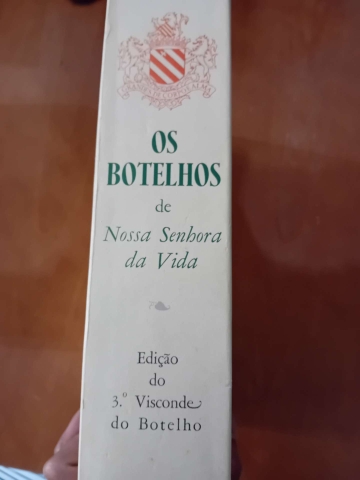 OS
BOTELHOS
de
Nossa Senhora
da Vida
Edição
do
3.º Visconde
do Botelho